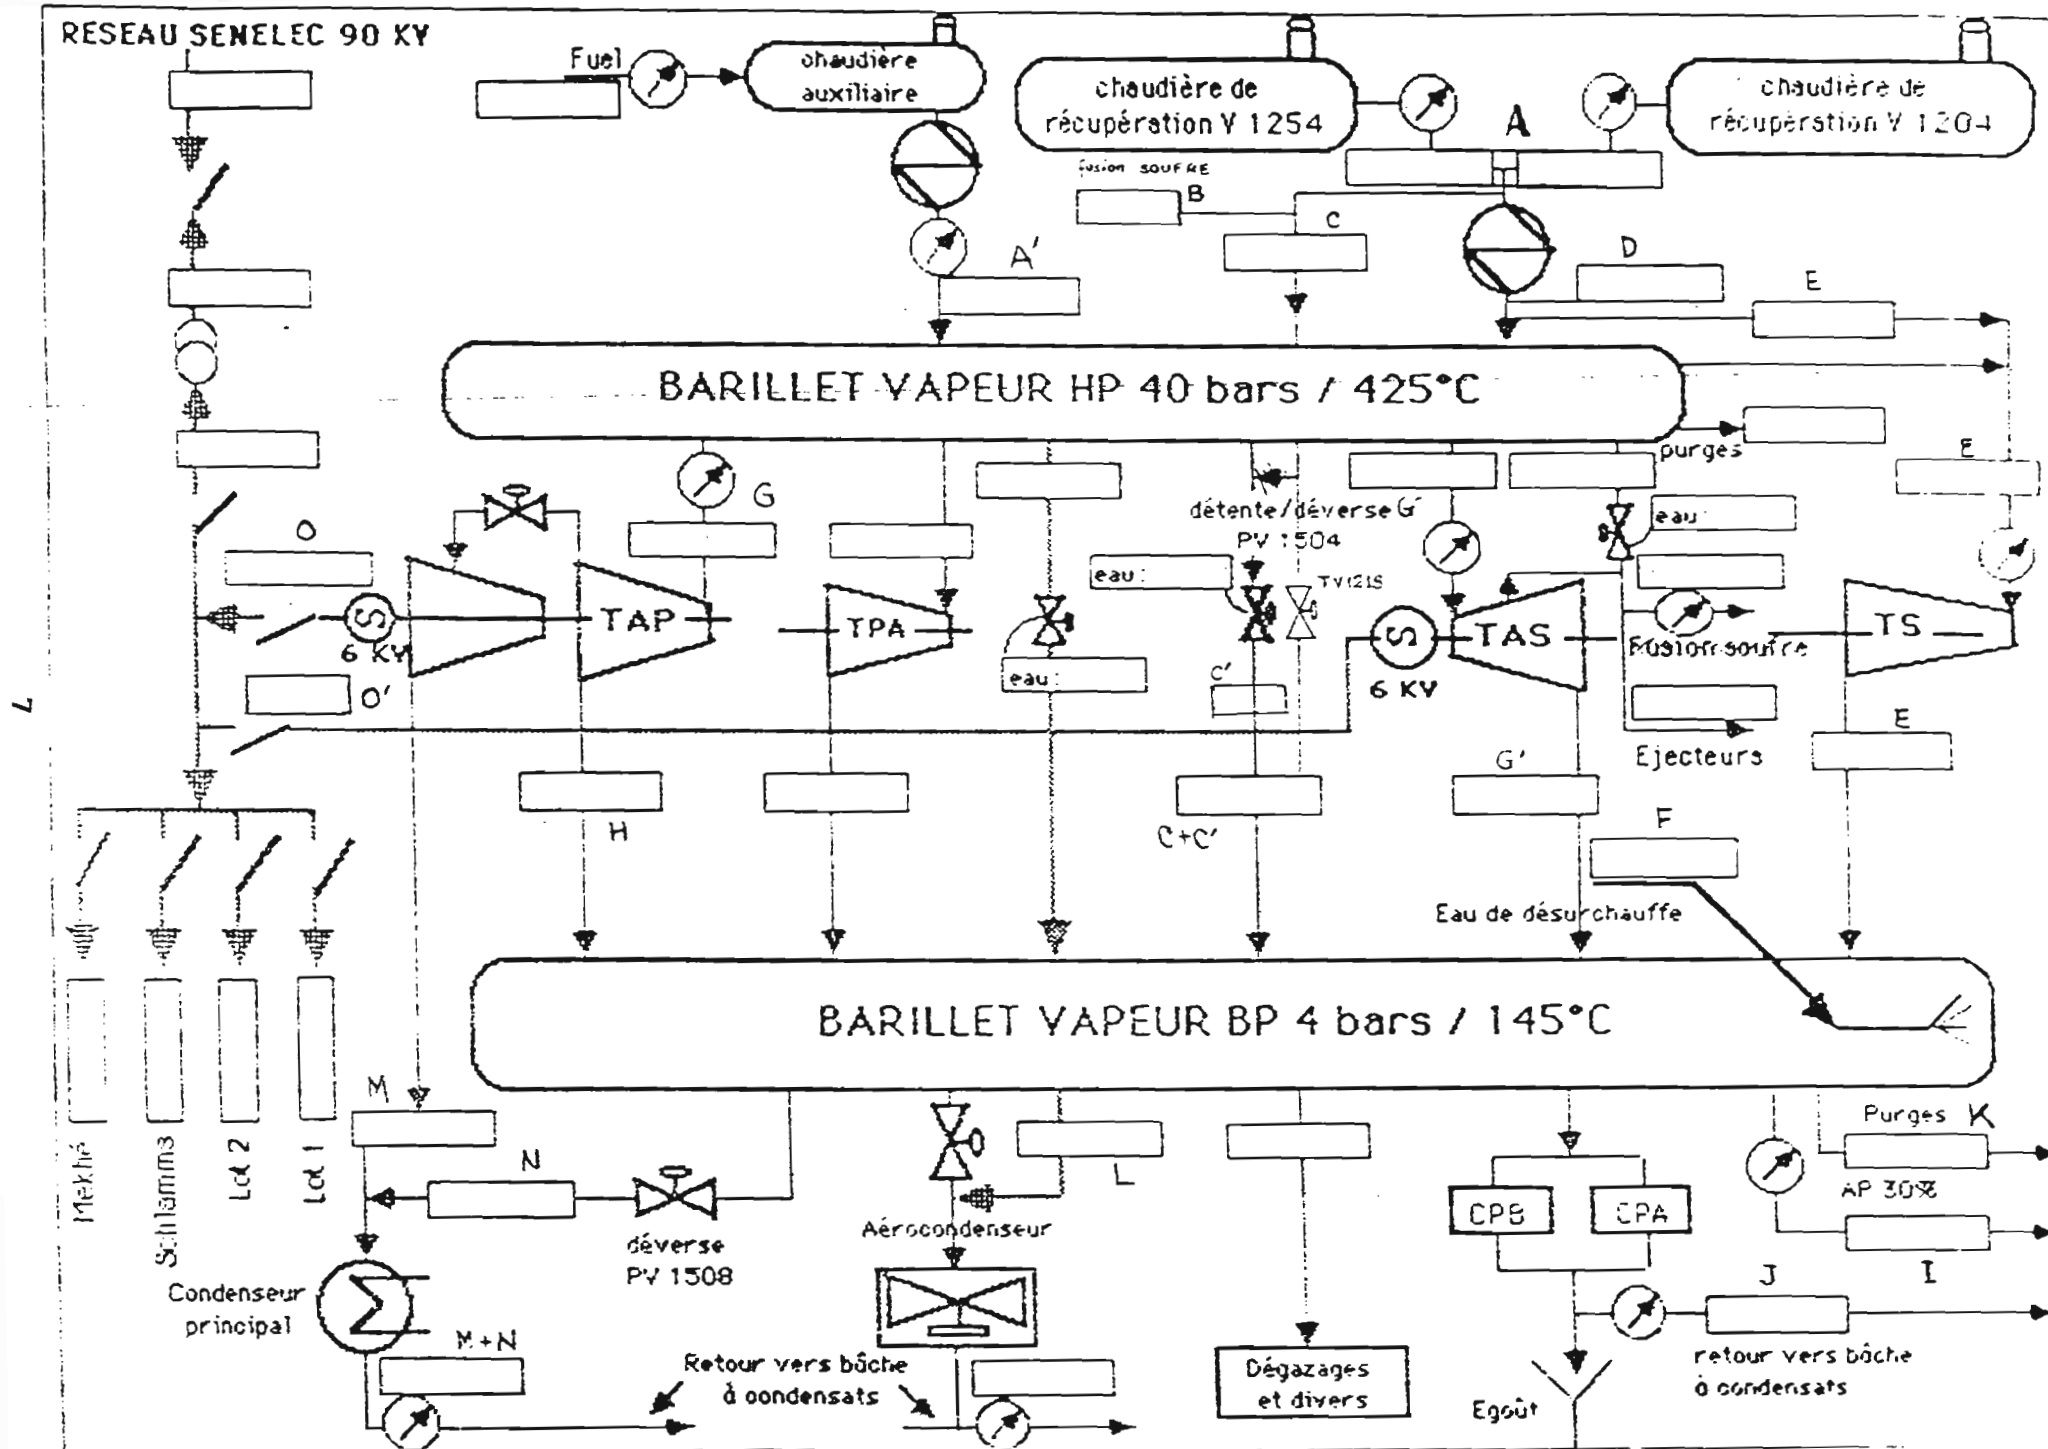 RESEAU SENELEC 90 KV
Fuel
chaudière
auxiliaire
chaudière de
récupération V 1254
A
chaudière de
récupération V 1204
fusion SOUFRE
B
C
A'
D
E
BARILLET VAPEUR HP 40 bars / 425°C
purges
E
G
détente/déverse G'
PV 1504
eau :
O
eau :
TV1215
S
6 KV
TAP
TPA
eau :
S
6 KV
TAS
Fusion soufre
TS
O'
C'
Ejecteurs
E
H
C+C'
G'
F
Eau de désurchauffe
BARILLET VAPEUR BP 4 bars / 145°C
M
Mekhé
Schlamms
Lot 2
Lot 1
N
L
Purges K
AP 30%
CPB
CPA
Aérocondenseur
déverse
PV 1508
I
J
Condenseur
principal
M+N
Retour vers bâche
à condensats
Dégazages
et divers
Egoût
retour vers bâche
à condensats
7